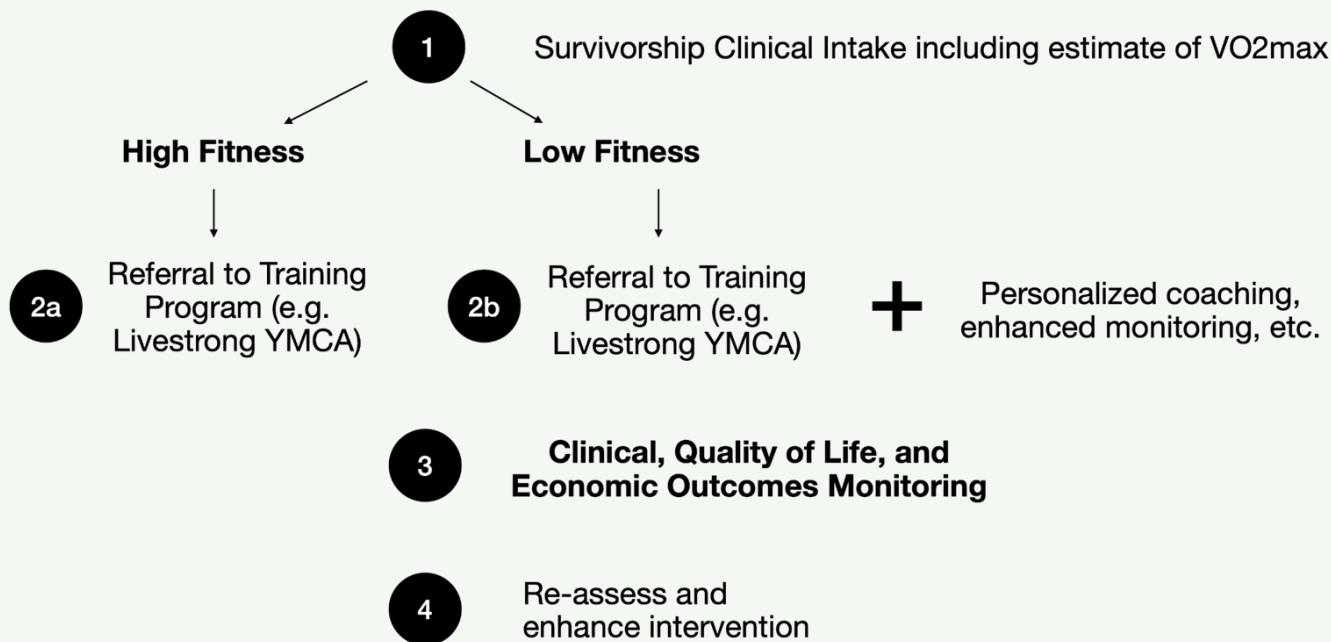 1
Survivorship Clinical Intake including estimate of VO2max
High Fitness
Low Fitness
2a
Referral to Training
Program (e.g.
Livestrong YMCA)
2b
Referral to Training
Program (e.g.
Livestrong YMCA)
+
Personalized coaching,
enhanced monitoring, etc.
3
Clinical, Quality of Life, and
Economic Outcomes Monitoring
4
Re-assess and
enhance intervention